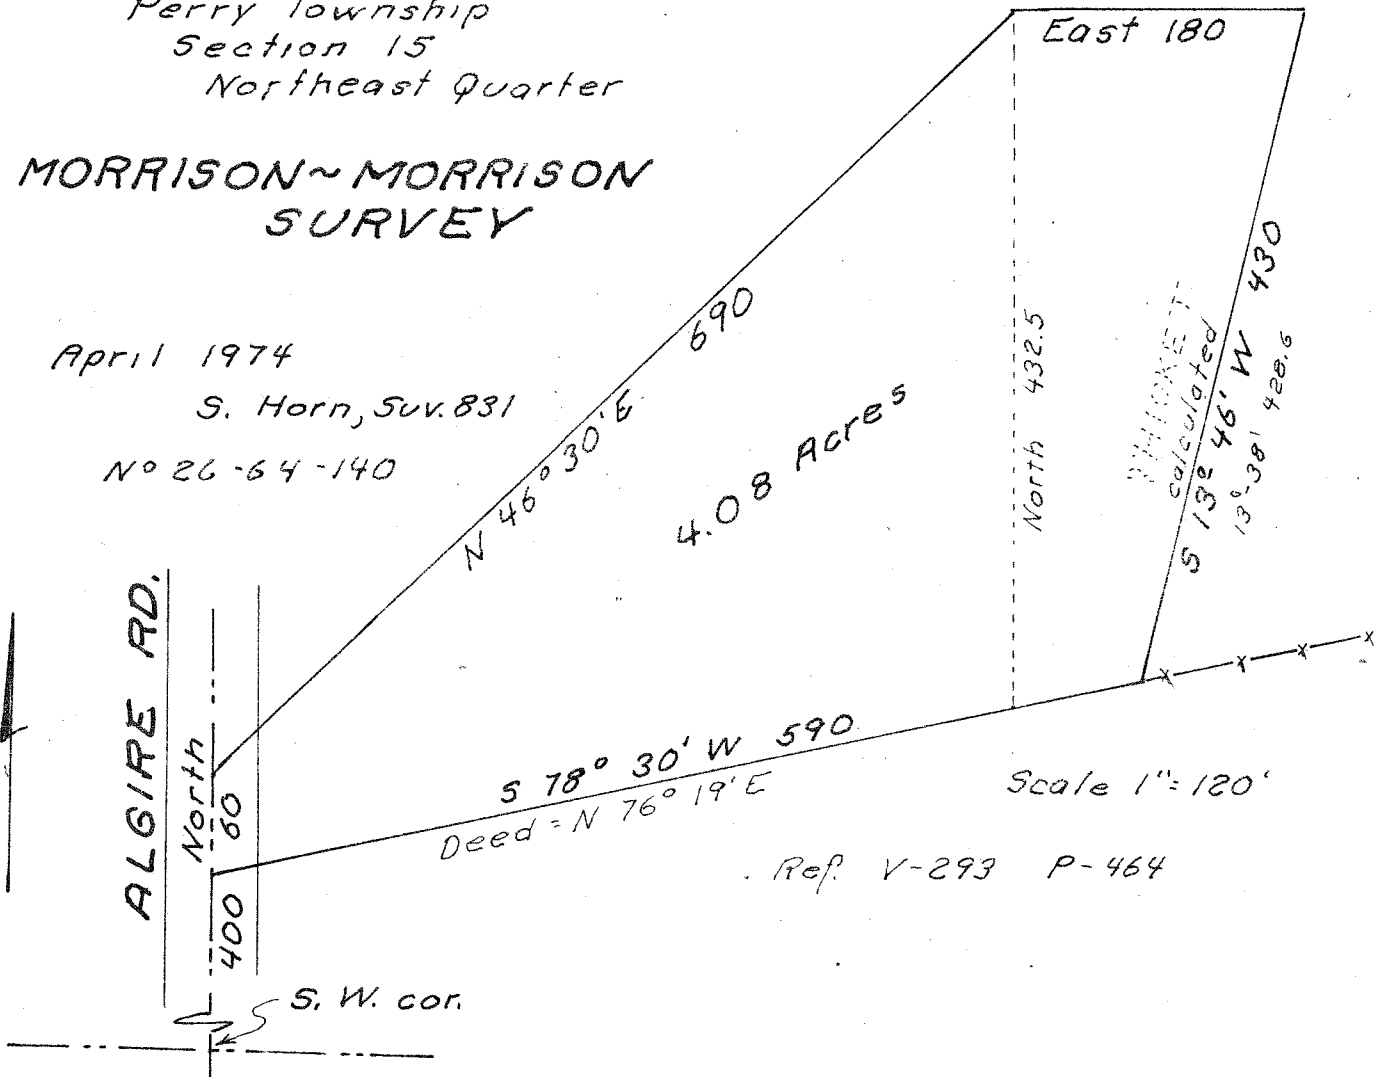 Perry Township
Section 15
Northeast Quarter
MORRISON~MORRISON
SURVEY
April 1974
S. Horn, Suv. 831
Nº 26-64-140
East 180
690
N 46° 30' E
4.08 Acres
North 432.5
calculated
S 13° 46' W 430
13°-38' 428.6
ALGIRE RD.
North
60
400
S 78° 30' W 590
Deed = N 76° 19' E
Scale 1"= 120'
Ref. V-293 P-464
S. W. cor.
x x x x